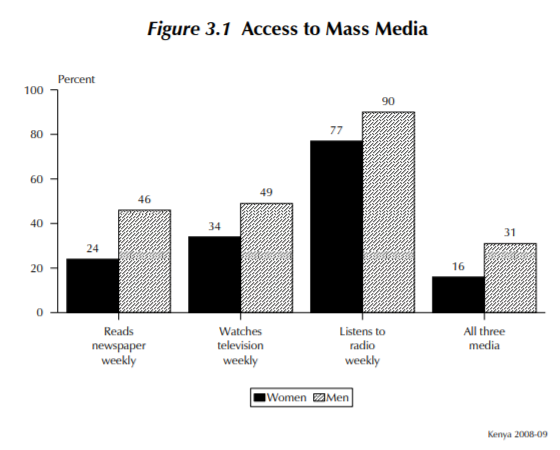 Figure 3.1 Access to Mass Media
Percent
100
80
60
40
20
0
24
46
34
49
77
90
16
31
Reads
newspaper
weekly
Watches
television
weekly
Listens to
radio
weekly
All three
media
Women Men
Kenya 2008-09